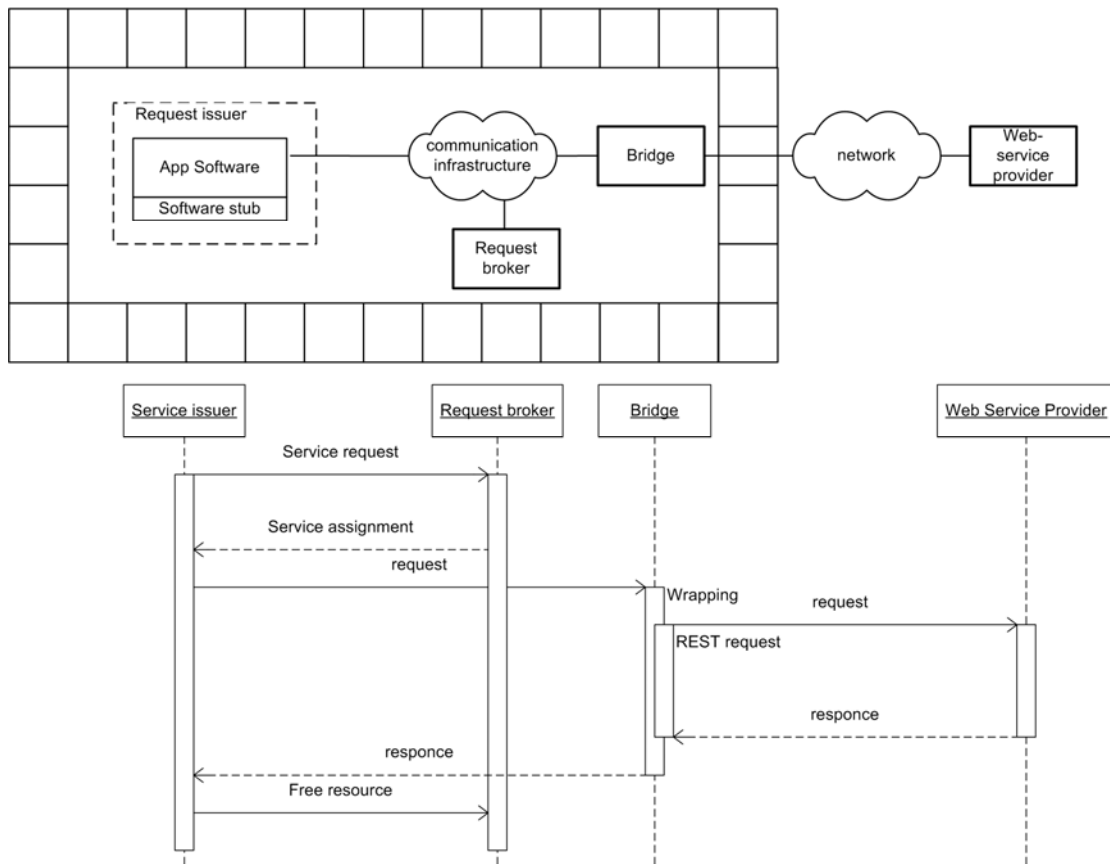 Request issuer
App Software
Software stub
communication
infrastructure
Bridge
network
Web-
service
provider
Request
broker
Service issuer
Request broker
Bridge
Web Service Provider
Service request
Service assignment
request
Wrapping
request
REST request
responce
responce
Free resource